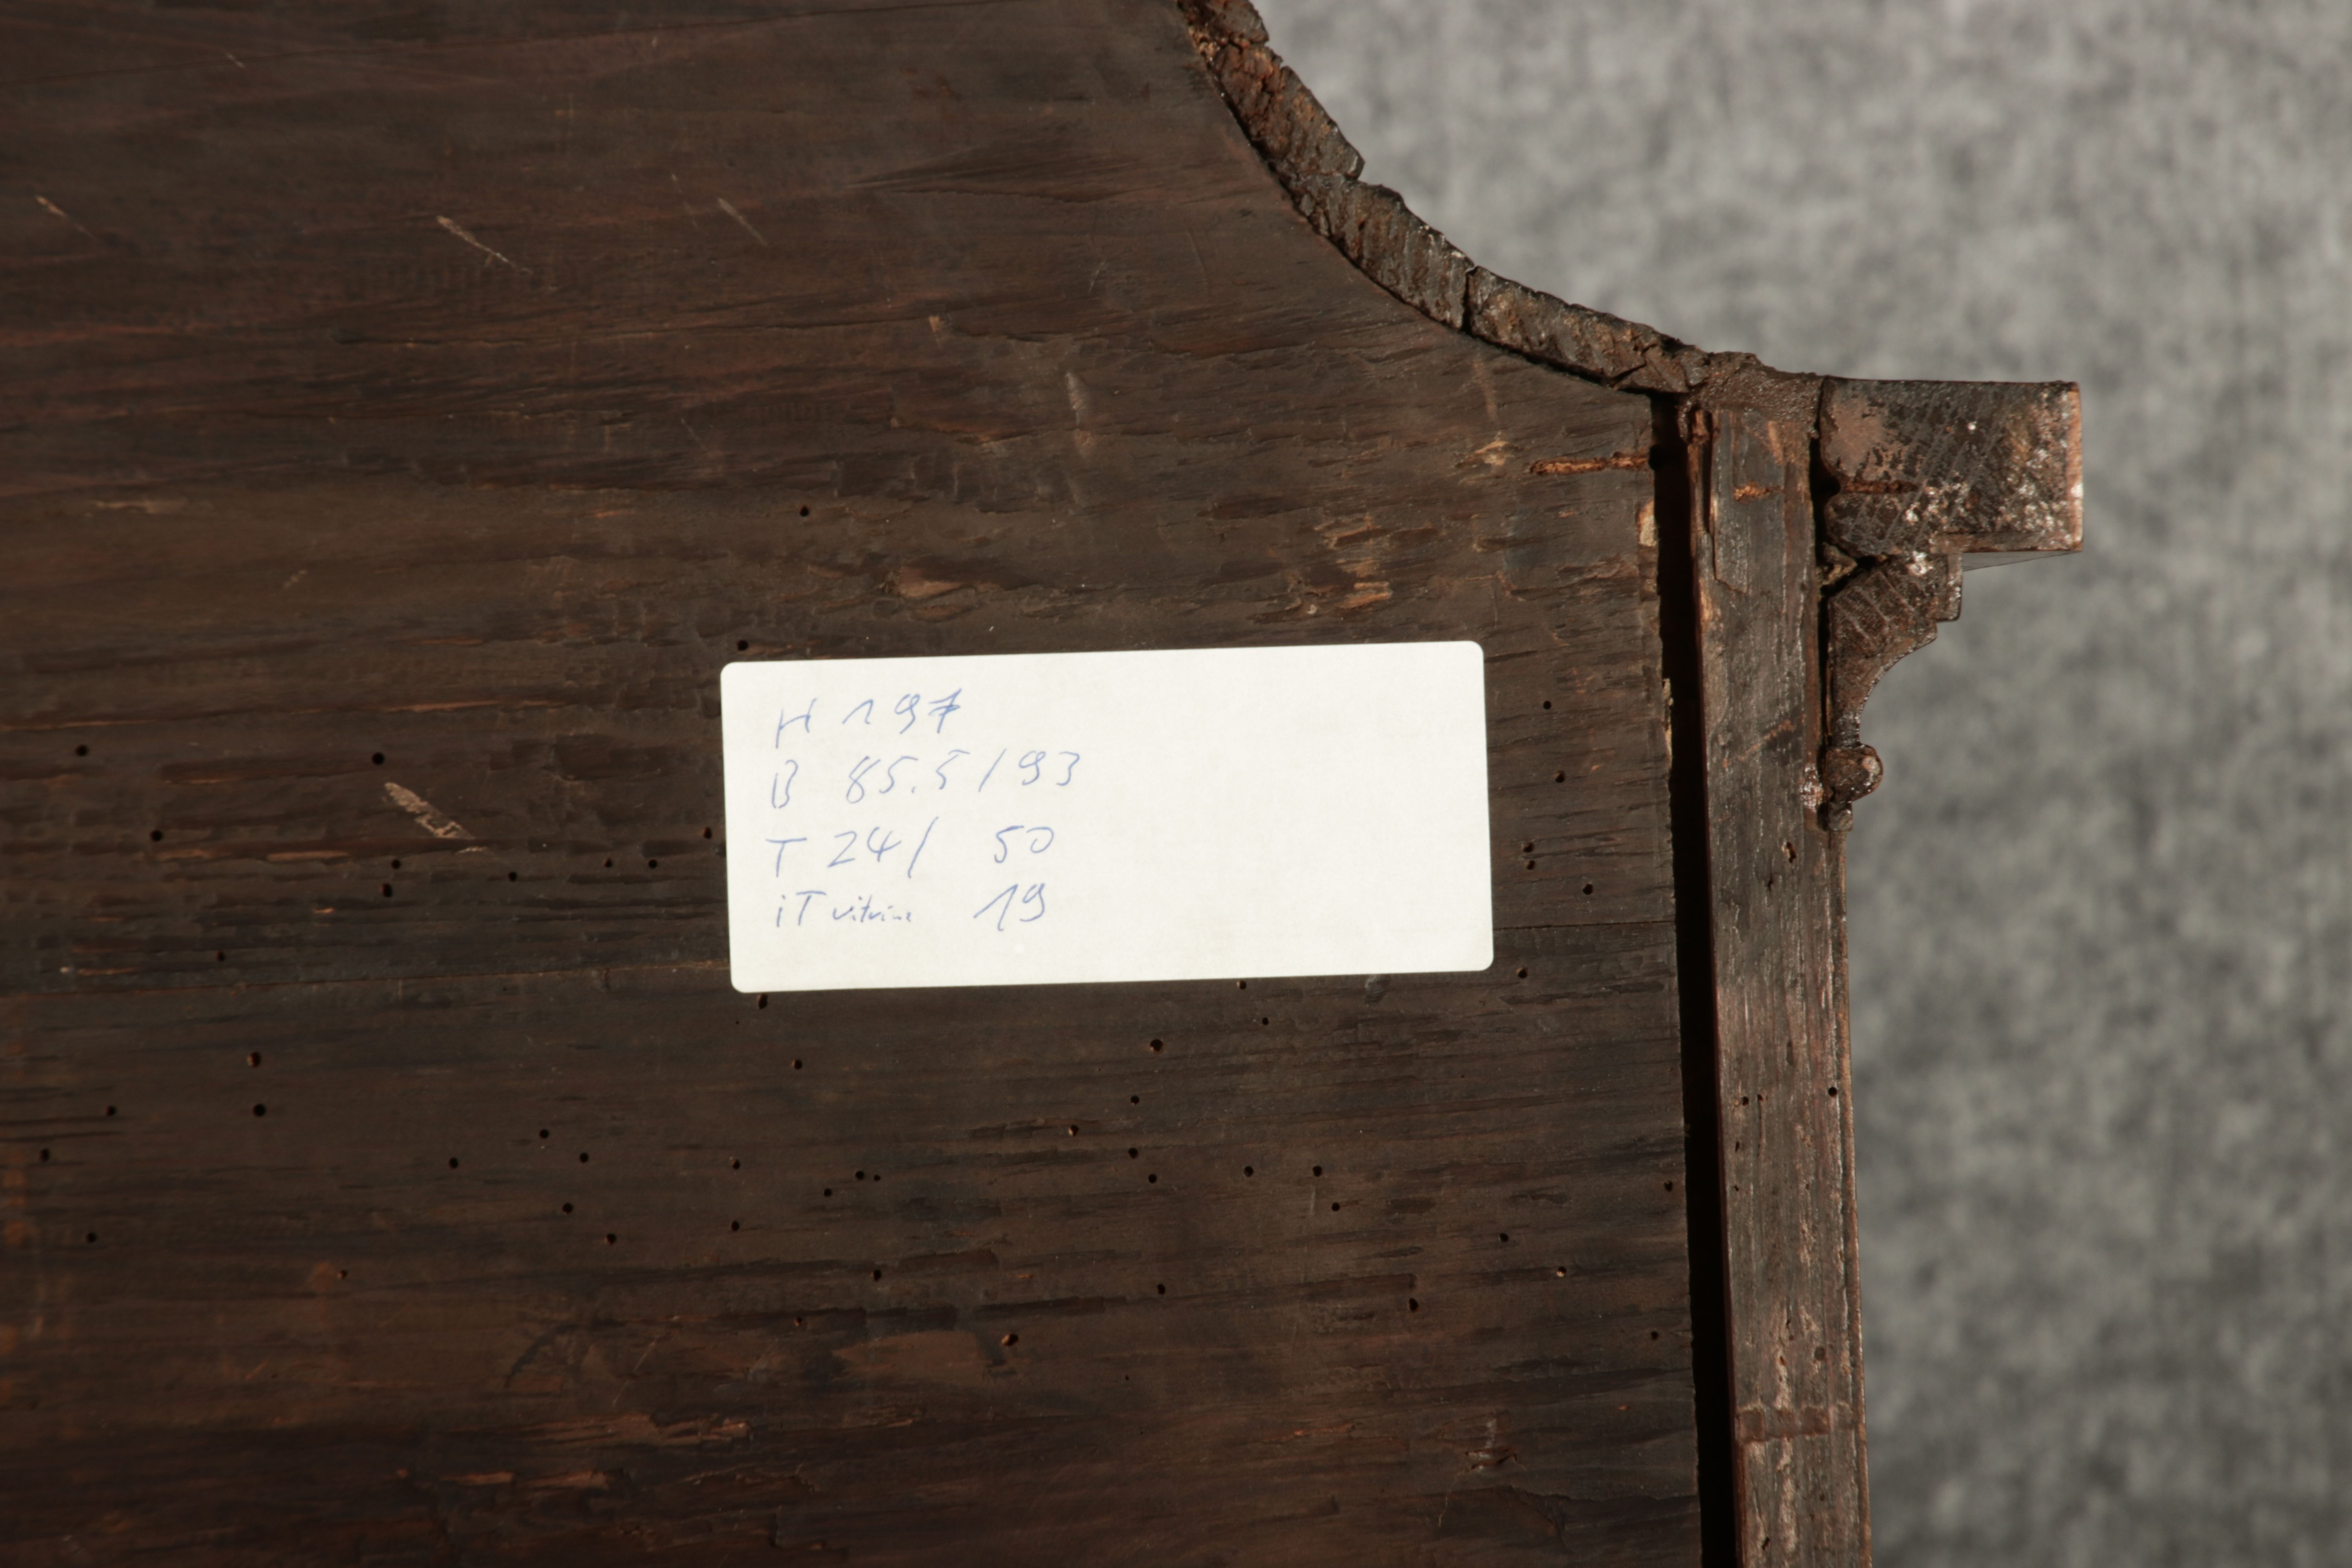 H 197
B 85.5 / 93
T 24 / 50
iT vitrine 19